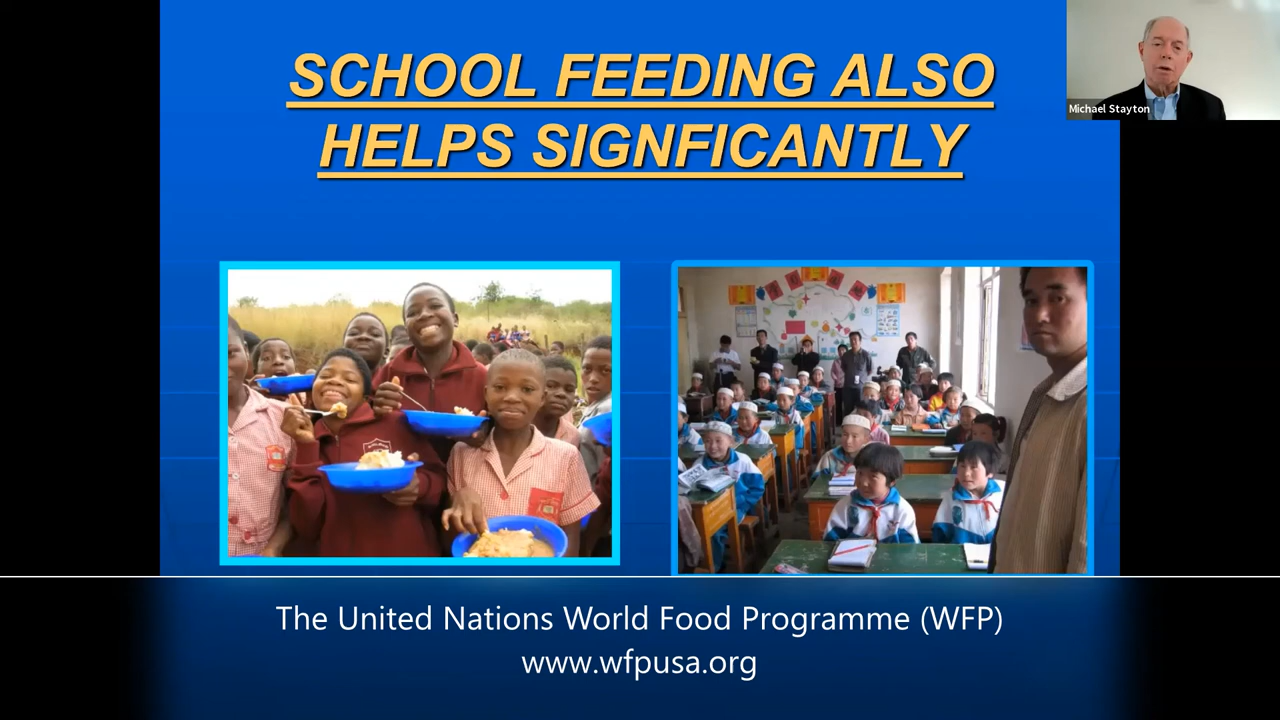 SCHOOL FEEDING ALSO
HELPS SIGNFICANTLY
Michael Stayton
The United Nations World Food Programme (WFP)
www.wfpusa.org